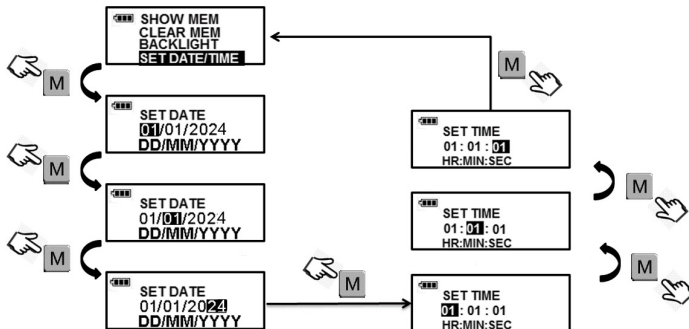 SHOW MEM
CLEAR MEM
BACKLIGHT
SET DATE/TIME
M
M
SET DATE
01/01/2024
DD/MM/YYYY
M
SET DATE
01/01/2024
DD/MM/YYYY
M
SET DATE
01/01/2024
DD/MM/YYYY
M
SET TIME
01: 01 : 01
HR:MIN:SEC
M
SET TIME
01: 01 : 01
HR:MIN:SEC
M
SET TIME
01: 01 : 01
HR:MIN:SEC
M